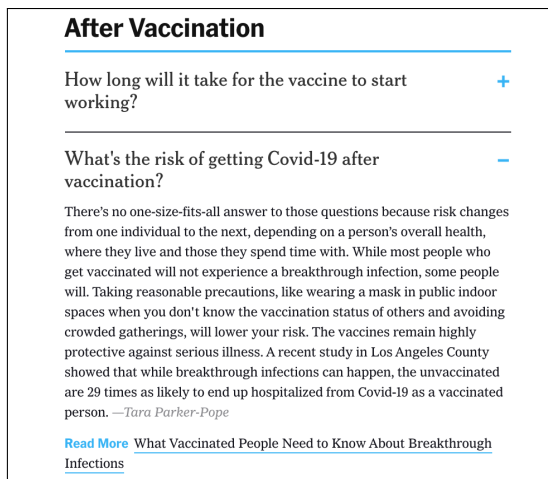 After Vaccination
How long will it take for the vaccine to start
working?
+
What's the risk of getting Covid-19 after
vaccination?
–
There's no one-size-fits-all answer to those questions because risk changes
from one individual to the next, depending on a person's overall health,
where they live and those they spend time with. While most people who
get vaccinated will not experience a breakthrough infection, some people
will. Taking reasonable precautions, like wearing a mask in public indoor
spaces when you don't know the vaccination status of others and avoiding
crowded gatherings, will lower your risk. The vaccines remain highly
protective against serious illness. A recent study in Los Angeles County
showed that while breakthrough infections can happen, the unvaccinated
are 29 times as likely to end up hospitalized from Covid-19 as a vaccinated
person. —Tara Parker-Pope
Read More What Vaccinated People Need to Know About Breakthrough
Infections